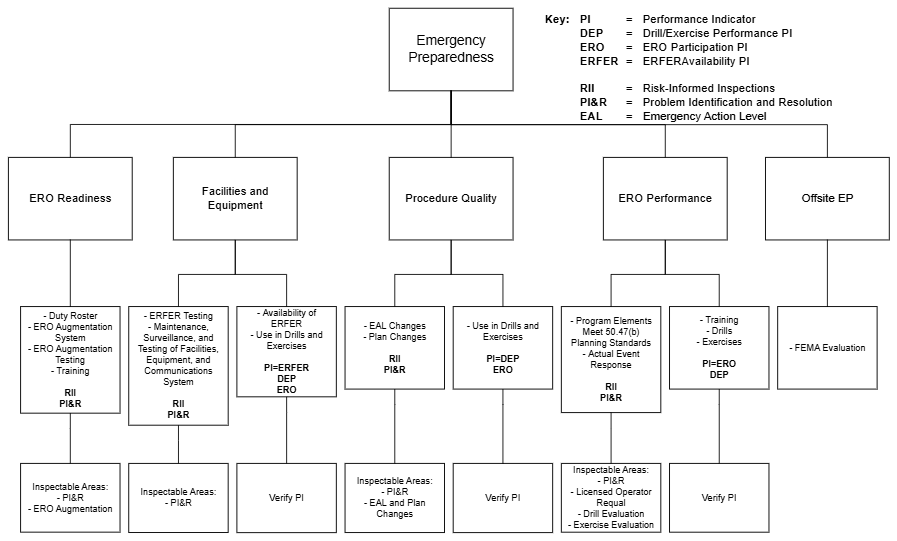 Emergency
Preparedness
Key: PI = Performance Indicator
DEP = Drill/Exercise Performance PI
ERO = ERO Participation PI
ERFER = ERFERAvailability PI
RII = Risk-Informed Inspections
PI&R = Problem Identification and Resolution
EAL = Emergency Action Level
ERO Readiness
Facilities and
Equipment
Procedure Quality
ERO Performance
Offsite EP
- Duty Roster
- ERO Augmentation
System
- ERO Augmentation
Testing
- Training
RII
PI&R
- ERFER Testing
- Maintenance,
Surveillance, and
Testing of Facilities,
Equipment, and
Communications
System
RII
PI&R
- Availability of
ERFER
- Use in Drills and
Exercises
PI=ERFER
DEP
ERO
- EAL Changes
- Plan Changes
RII
PI&R
- Use in Drills and
Exercises
PI=DEP
ERO
- Program Elements
Meet 50.47(b)
Planning Standards
- Actual Event
Response
RII
PI&R
- Training
- Drills
- Exercises
PI=ERO
DEP
- FEMA Evaluation
Inspectable Areas:
- PI&R
- ERO Augmentation
Inspectable Areas:
- PI&R
Verify PI
Inspectable Areas:
- PI&R
- EAL and Plan
Changes
Verify PI
Inspectable Areas:
- PI&R
- Licensed Operator
Requal
- Drill Evaluation
- Exercise Evaluation
Verify PI